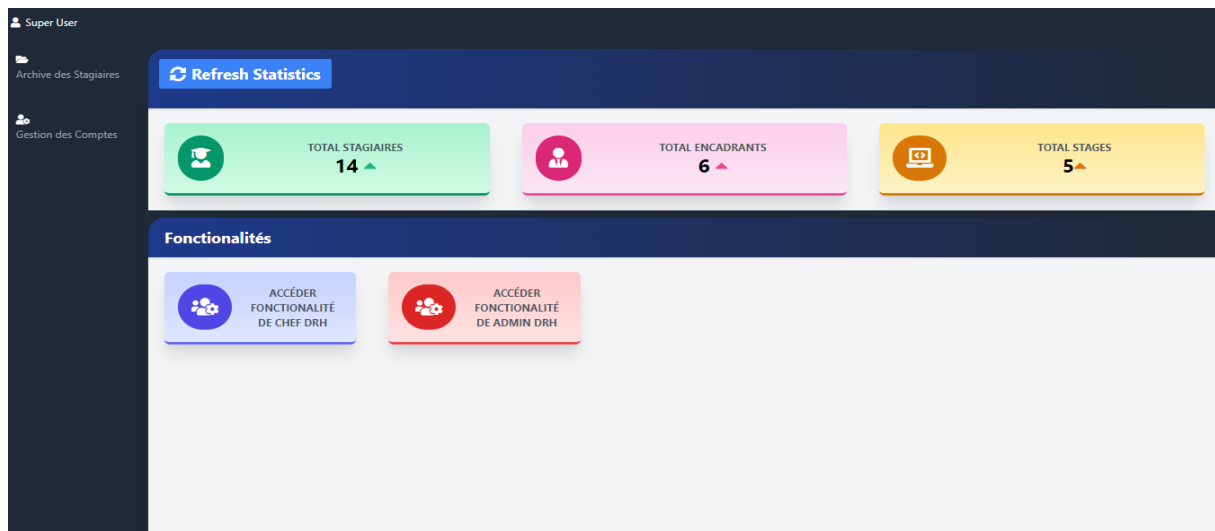 Super User
Archive des Stagiaires
Gestion des Comptes
Refresh Statistics
TOTAL STAGIAIRES
14
TOTAL ENCADRANTS
6
TOTAL STAGES
5
Fonctionalités
ACCÉDER
FONCTIONALITÉ
DE CHEF DRH
ACCÉDER
FONCTIONALITÉ
DE ADMIN DRH